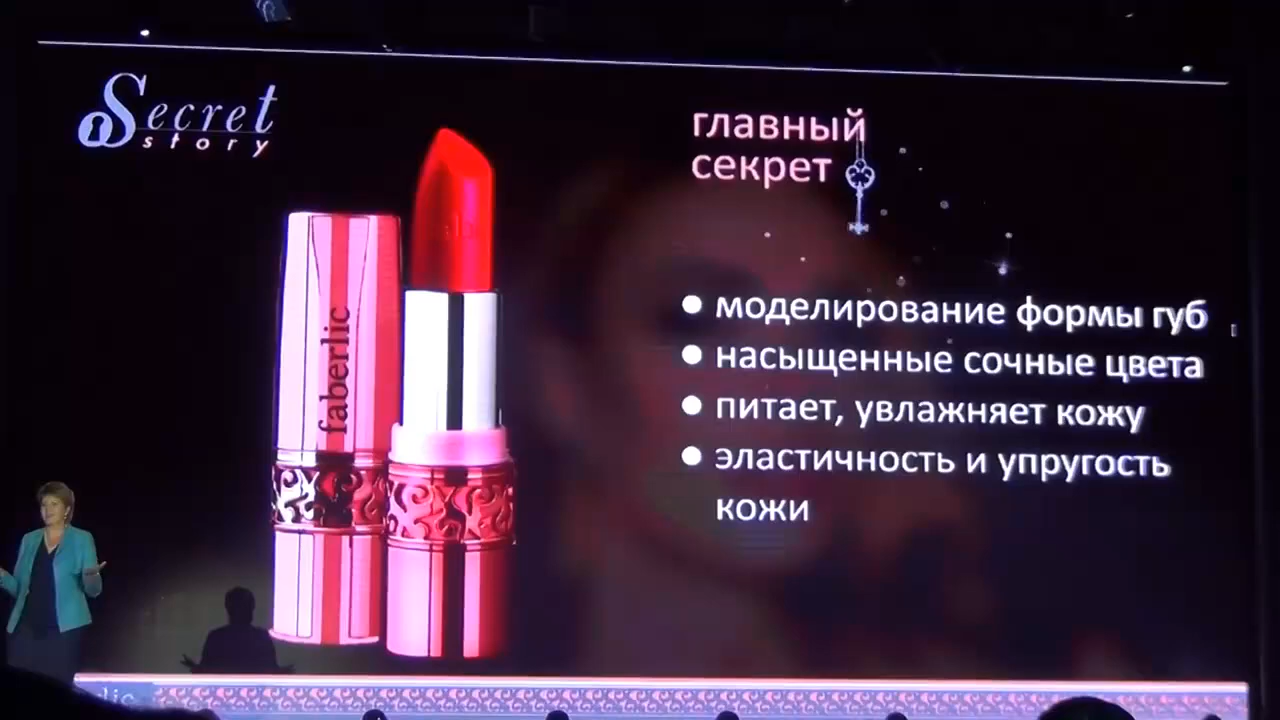 Secret
story
главный
секрет
faberlic
● моделирование формы губ
● насыщенные сочные цвета
● питает, увлажняет кожу
● эластичность и упругость
кожи